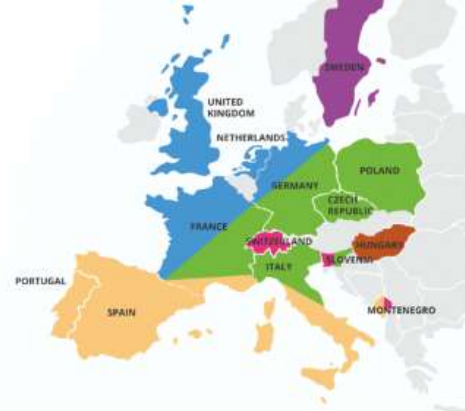 SWEDEN
UNITED
KINGDOM
NETHERLANDS
POLAND
GERMANY
CZECH
REPUBLIC
FRANCE
SWITZERLAND
HUNGARY
SLOVENIA
ITALY
PORTUGAL
SPAIN
MONTENEGRO